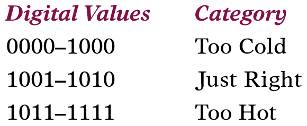 Digital Values Category
0000–1000 Too Cold
1001–1010 Just Right
1011–1111 Too Hot